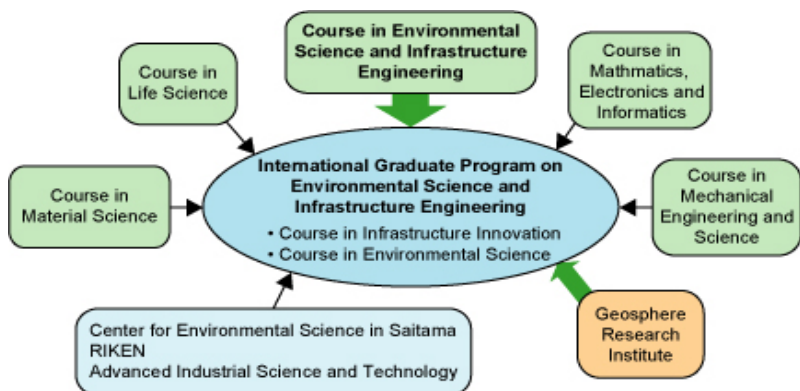 Course in Environmental
Science and Infrastructure
Engineering
Course in
Life Science
Course in
Mathmatics,
Electronics and
Informatics
International Graduate Program on
Environmental Science and
Infrastructure Engineering
• Course in Infrastructure Innovation
• Course in Environmental Science
Course in
Material Science
Course in
Mechanical
Engineering and
Science
Center for Environmental Science in Saitama
RIKEN
Advanced Industrial Science and Technology
Geosphere
Research
Institute